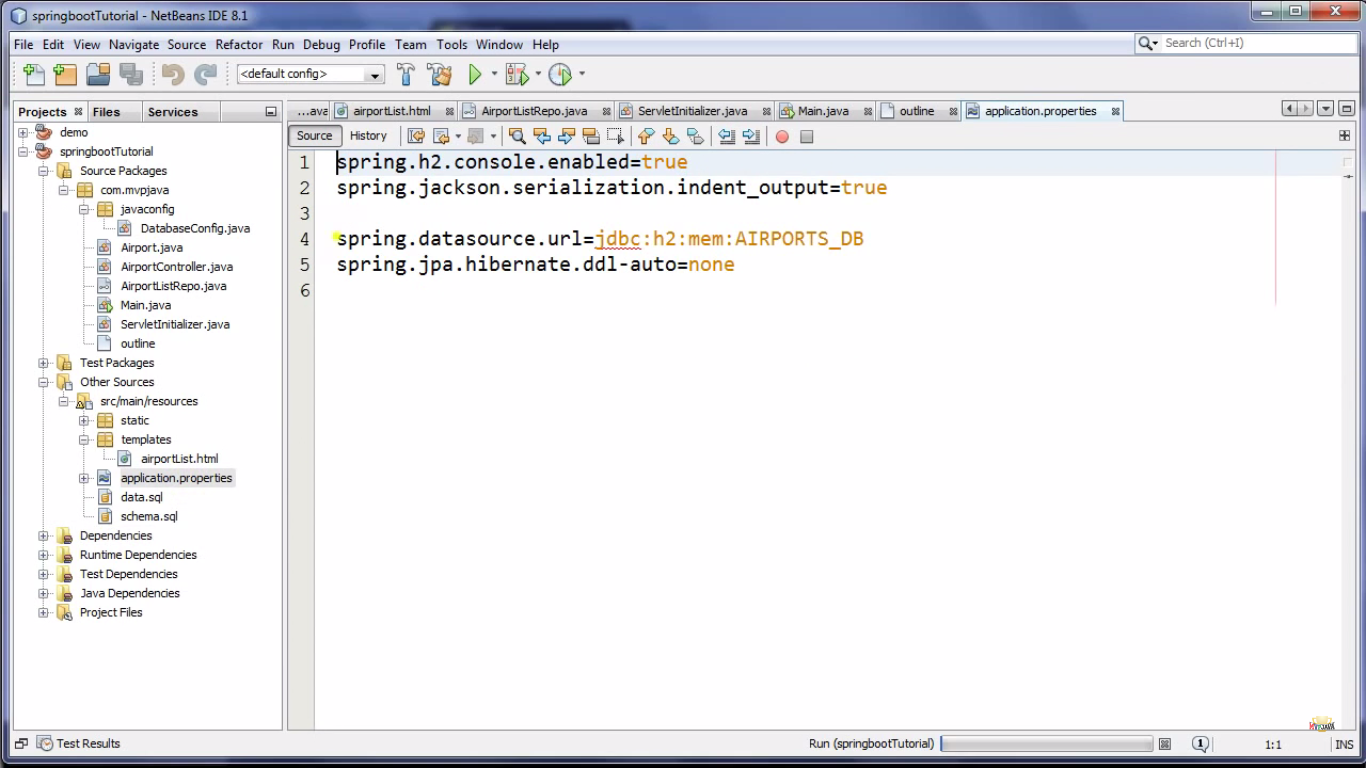 springbootTutorial - NetBeans IDE 8.1
File Edit View Navigate Source Refactor Run Debug Profile Team Tools Window Help
Search (Ctrl+I)
<default config>
Projects Files Services
...ava airportList.html AirportListRepo.java ServletInitializer.java Main.java outline application.properties
Source History
demo
springbootTutorial
Source Packages
com.mvpjava
javaconfig
DatabaseConfig.java
Airport.java
AirportController.java
AirportListRepo.java
Main.java
ServletInitializer.java
outline
Test Packages
Other Sources
src/main/resources
static
templates
airportList.html
application.properties
data.sql
schema.sql
Dependencies
Runtime Dependencies
Test Dependencies
Java Dependencies
Project Files
1 spring.h2.console.enabled=true
2 spring.jackson.serialization.indent_output=true
3
4 spring.datasource.url=jdbc:h2:mem:AIRPORTS_DB
5 spring.jpa.hibernate.ddl-auto=none
6
Test Results
Run (springbootTutorial)
1
1:1
INS